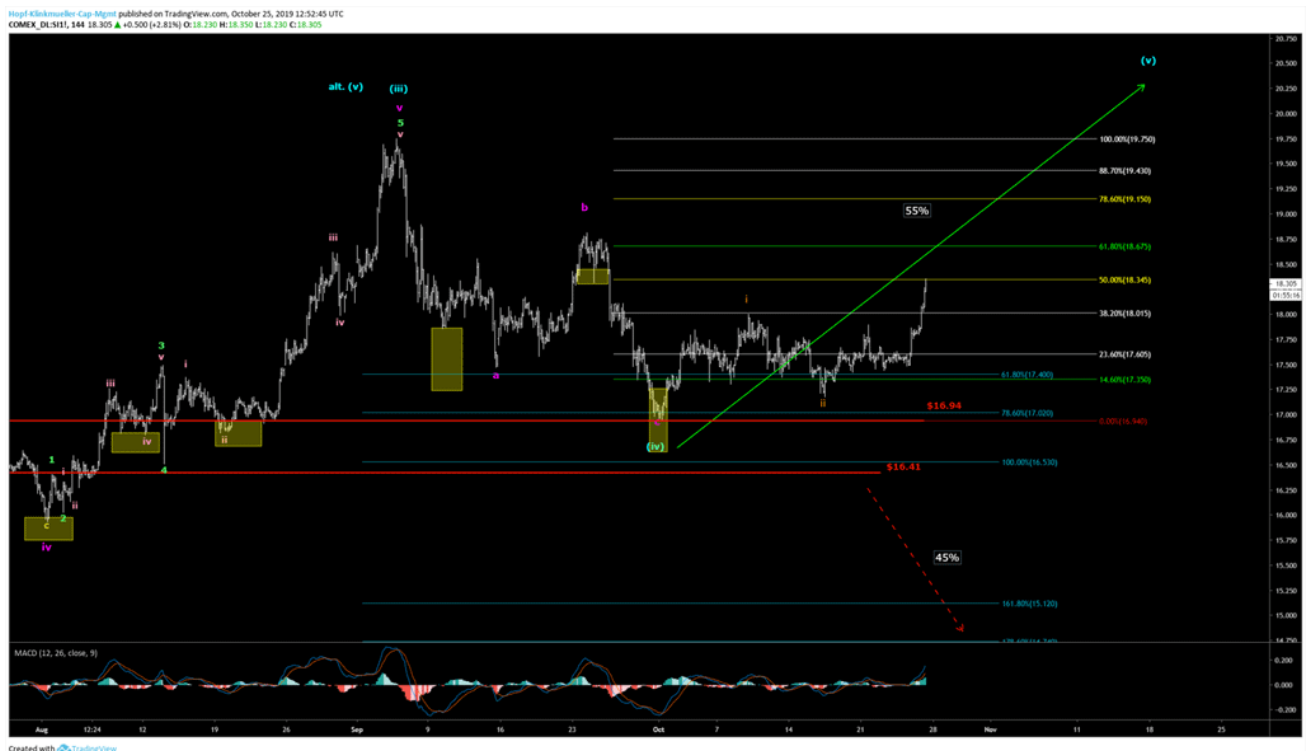 Hopf-Klinkmueller-Cap-Mgmt published on TradingView.com, October 25, 2019 12:52:45 UTC
COMEX_DL:SI1!, 144 18.305 ▲ +0.500 (+2.81%) O:18.230 H:18.350 L:18.230 C:18.305
20.750
(v)
20.500
alt. (v) (iii)
20.250
v
20.000
5
v
100.00%(19.750) 19.750
19.500
88.70%(19.430)
19.250
78.60%(19.150)
b
55%
19.000
iii
18.750
61.80%(18.675)
18.500
50.00%(18.345)
18.305
01:55:16
i
iv
38.20%(18.015) 18.000
17.750
3
v
i
23.60%(17.605)
17.500
a
61.80%(17.400)
14.60%(17.350)
iii
ii
17.250
$16.94
78.60%(17.020)
17.000
0.00%(16.940)
iv
ii
(iv)
16.750
1
i
4
100.00%(16.530)
16.500
$16.41
16.250
ii
2
c
16.000
iv
15.750
45%
15.500
15.250
161.80%(15.120)
15.000
14.750
MACD (12, 26, close, 9)
0.200
0.000
-0.200
Aug 12:24 12 19 26 Sep 9 16 23 Oct 7 14 21 28 Nov 11 18 25
Created with TradingView